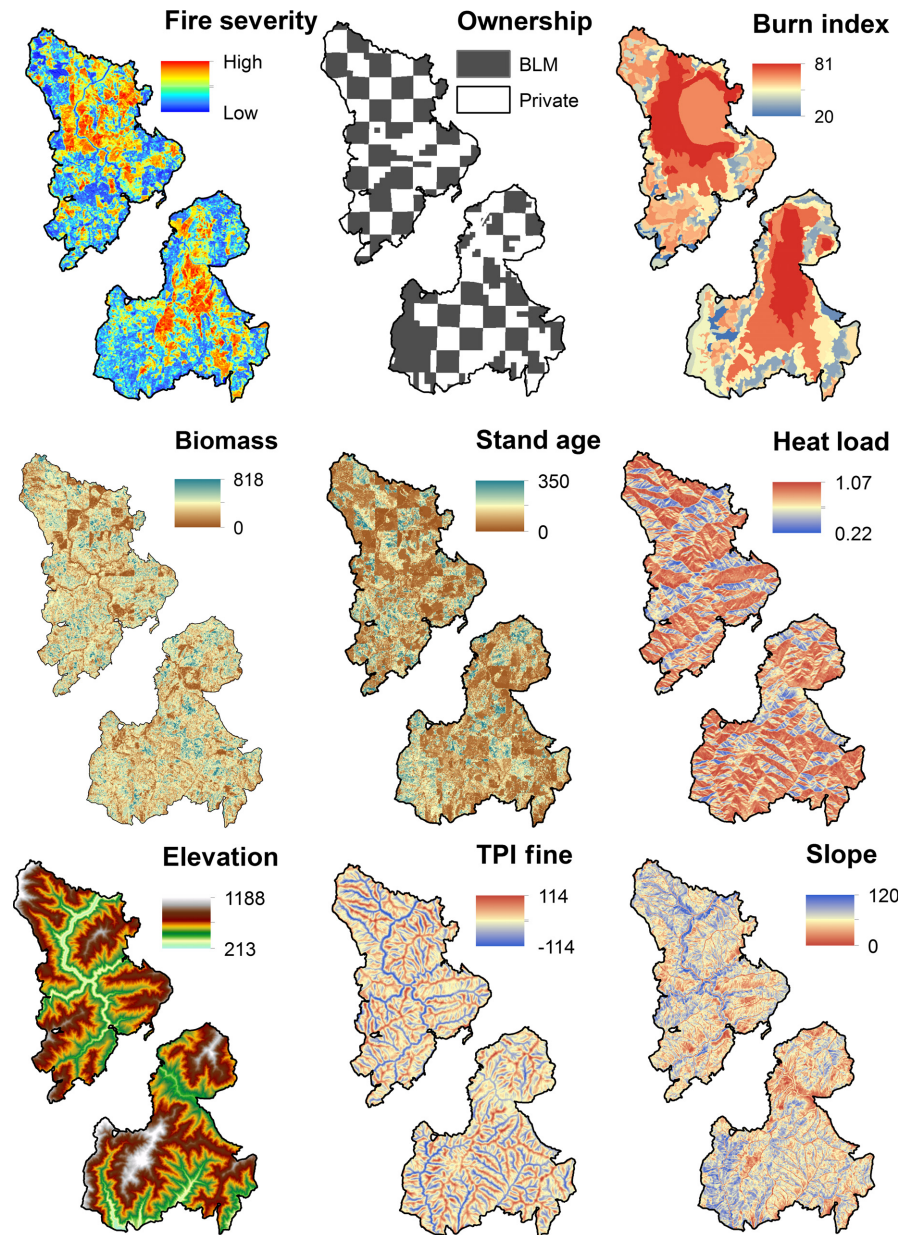 Fire severity
High
Low
Ownership
BLM
Private
Burn index
81
20
Biomass
818
0
Stand age
350
0
Heat load
1.07
0.22
Elevation
1188
213
TPI fine
114
-114
Slope
120
0